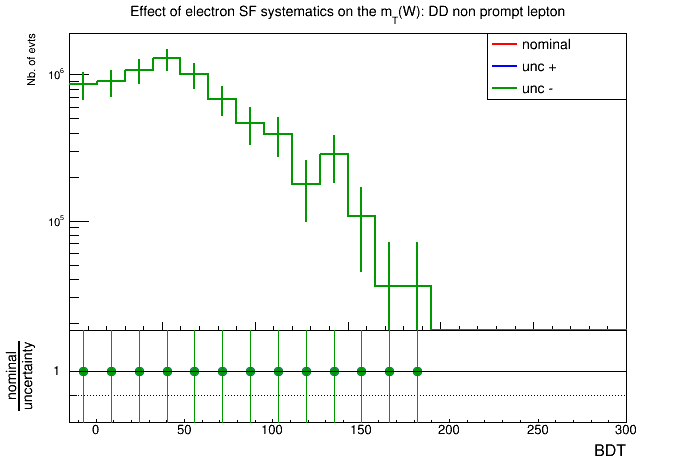 Effect of electron SF systematics on the m_T(W): DD non prompt lepton
Nb. of evts
nominal
unc +
unc -
10^6
10^5
nominal
uncertainty
1
0 50 100 150 200 250 300
BDT